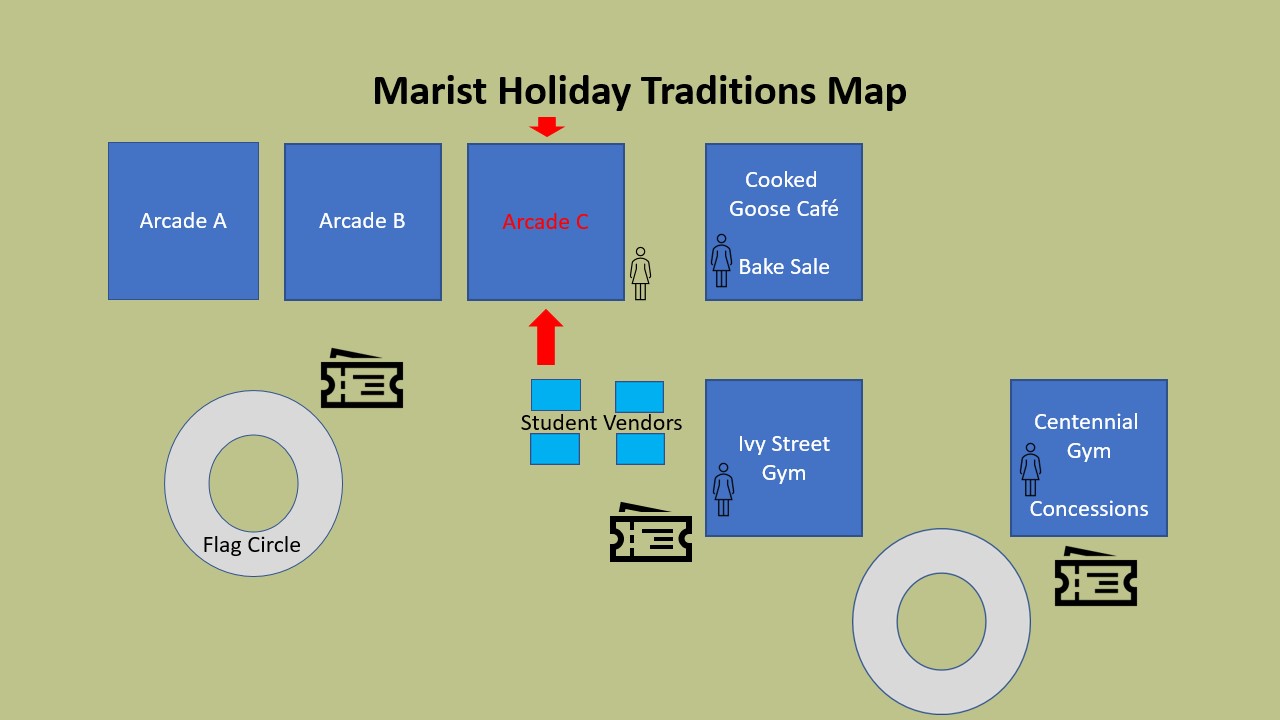 Marist Holiday Traditions Map
Arcade A
Arcade B
Arcade C
Cooked
Goose Café
Bake Sale
Student Vendors
Ivy Street
Gym
Centennial
Gym
Concessions
Flag Circle